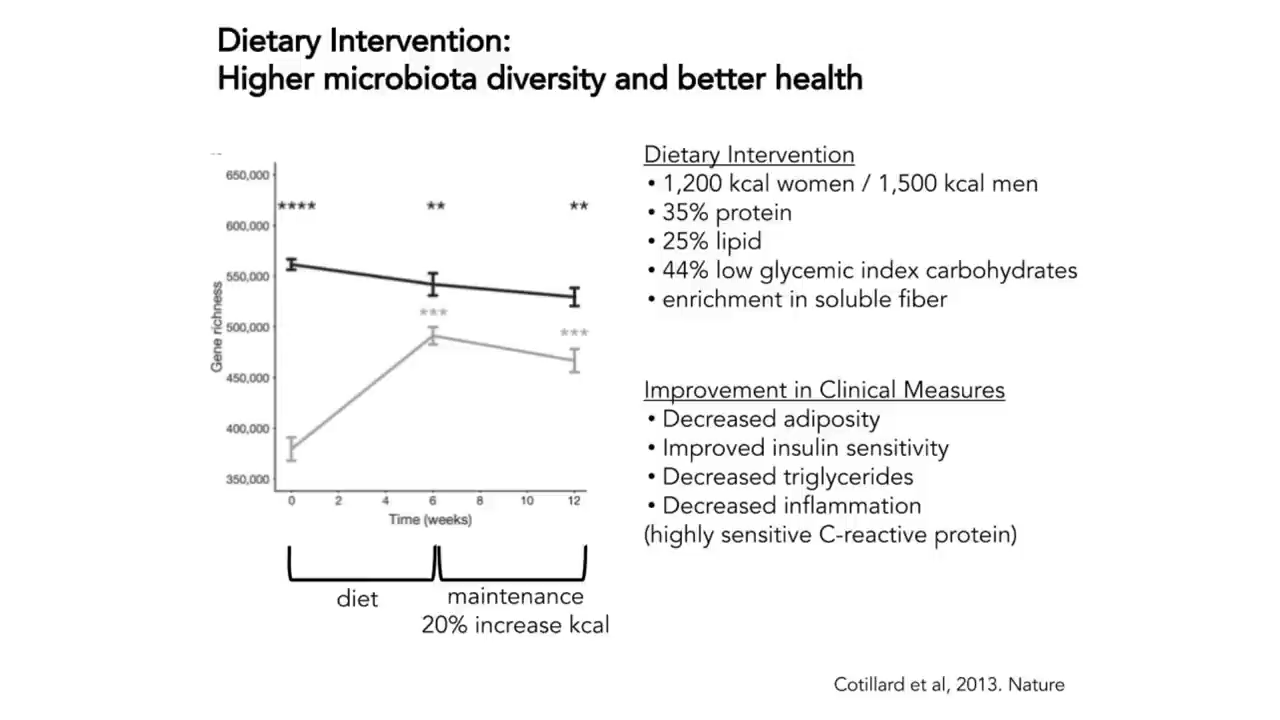 Dietary Intervention:
Higher microbiota diversity and better health
650,000
600,000
550,000
500,000
450,000
400,000
350,000
Gene richness
**** ** **
***
***
0 2 4 6 8 10 12
Time (weeks)
diet
maintenance
20% increase kcal
Dietary Intervention
• 1,200 kcal women / 1,500 kcal men
• 35% protein
• 25% lipid
• 44% low glycemic index carbohydrates
• enrichment in soluble fiber
Improvement in Clinical Measures
• Decreased adiposity
• Improved insulin sensitivity
• Decreased triglycerides
• Decreased inflammation
(highly sensitive C-reactive protein)
Cotillard et al, 2013. Nature